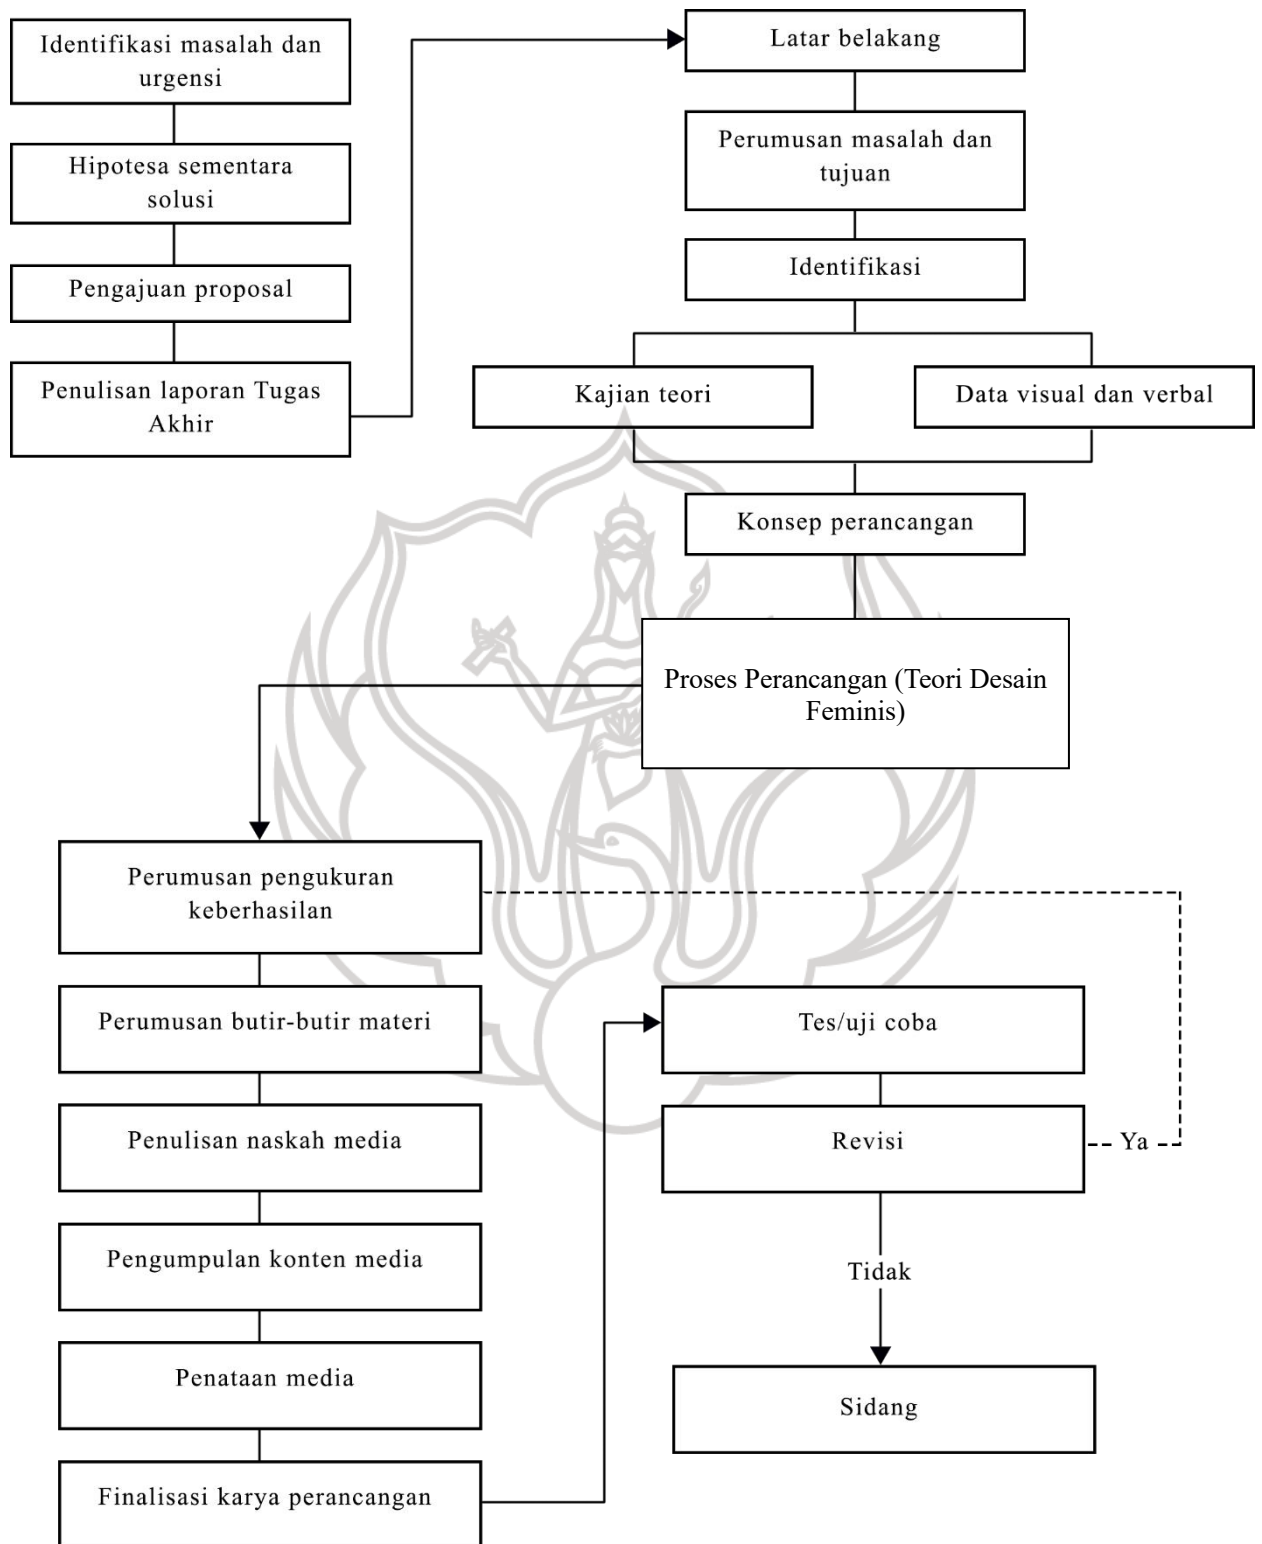 Identifikasi masalah dan
urgensi
Hipotesa sementara
solusi
Pengajuan proposal
Penulisan laporan Tugas
Akhir
Latar belakang
Perumusan masalah dan
tujuan
Identifikasi
Kajian teori
Data visual dan verbal
Konsep perancangan
Proses Perancangan (Teori Desain
Feminis)
Perumusan pengukuran
keberhasilan
Perumusan butir-butir materi
Penulisan naskah media
Pengumpulan konten media
Penataan media
Finalisasi karya perancangan
Tes/uji coba
Revisi
Ya
Tidak
Sidang